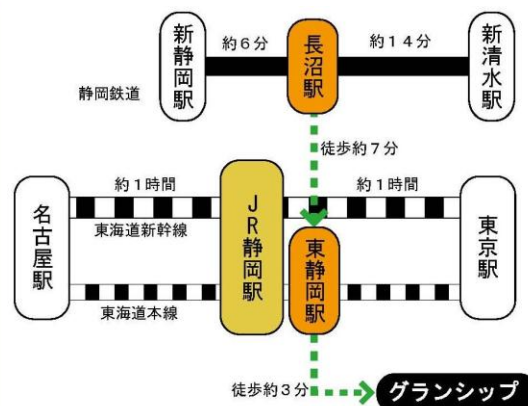 新静岡駅
約6分
長沼駅
約14分
新清水駅
静岡鉄道
徒歩約7分
名古屋駅
約1時間
東海道新幹線
JR静岡駅
約1時間
東静岡駅
東京駅
東海道本線
徒歩約3分
グランシップ